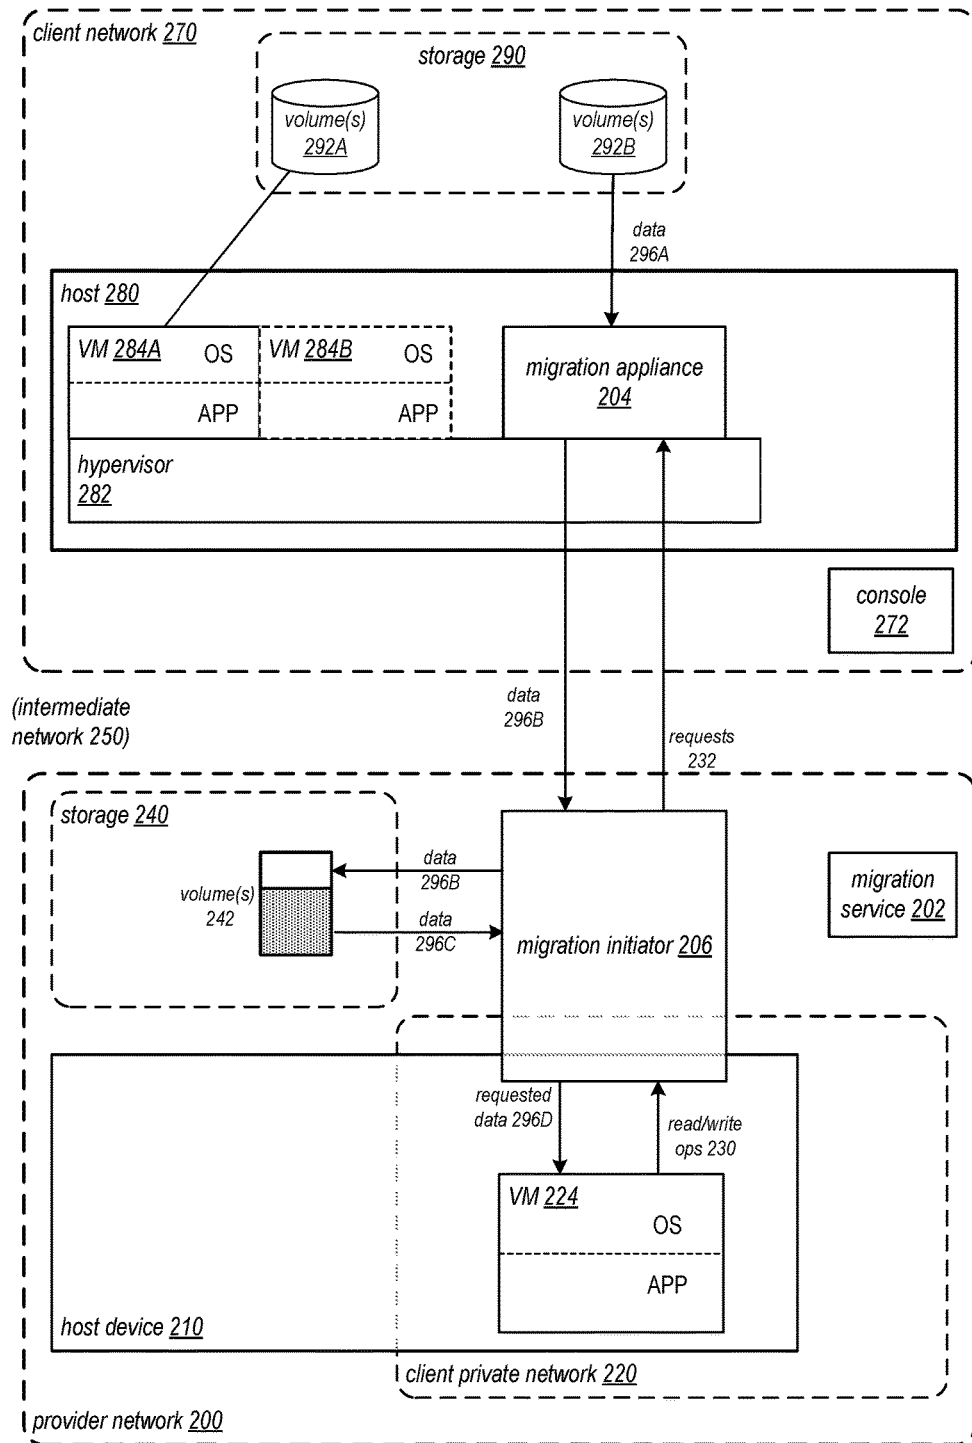 client network 270
storage 290
volume(s)
292A
volume(s)
292B
data
296A
host 280
VM 284A OS
APP
VM 284B OS
APP
migration appliance
204
hypervisor
282
console
272
(intermediate
network 250)
data
296B
requests
232
storage 240
volume(s)
242
data
296B
data
296C
migration initiator 206
migration
service 202
requested
data 296D
read/write
ops 230
VM 224
OS
APP
host device 210
client private network 220
provider network 200